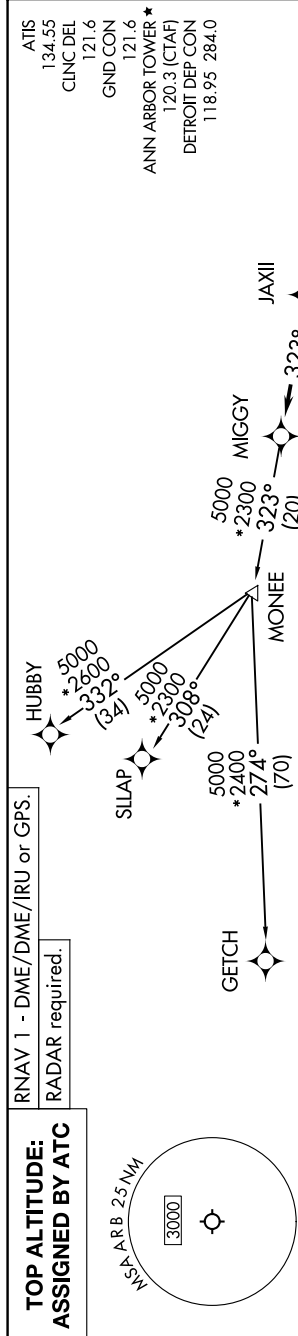 TOP ALTITUDE:
ASSIGNED BY ATC
RNAV 1 - DME/DME/IRU or GPS.
RADAR required.
ATIS
134.55
CLNC DEL
121.6
GND CON
121.6
ANN ARBOR TOWER ★
120.3 (CTAF)
DETROIT DEP CON
118.95 284.0
HUBBY
5000
*2600
332°
(34)
SLLAP
5000
*2300
308°
(24)
GETCH
5000
*2400
274°
(70)
MONEE
5000
*2300
323°
(20)
MIGGY
JAXII
323°
MSA ARB 25 NM
3000